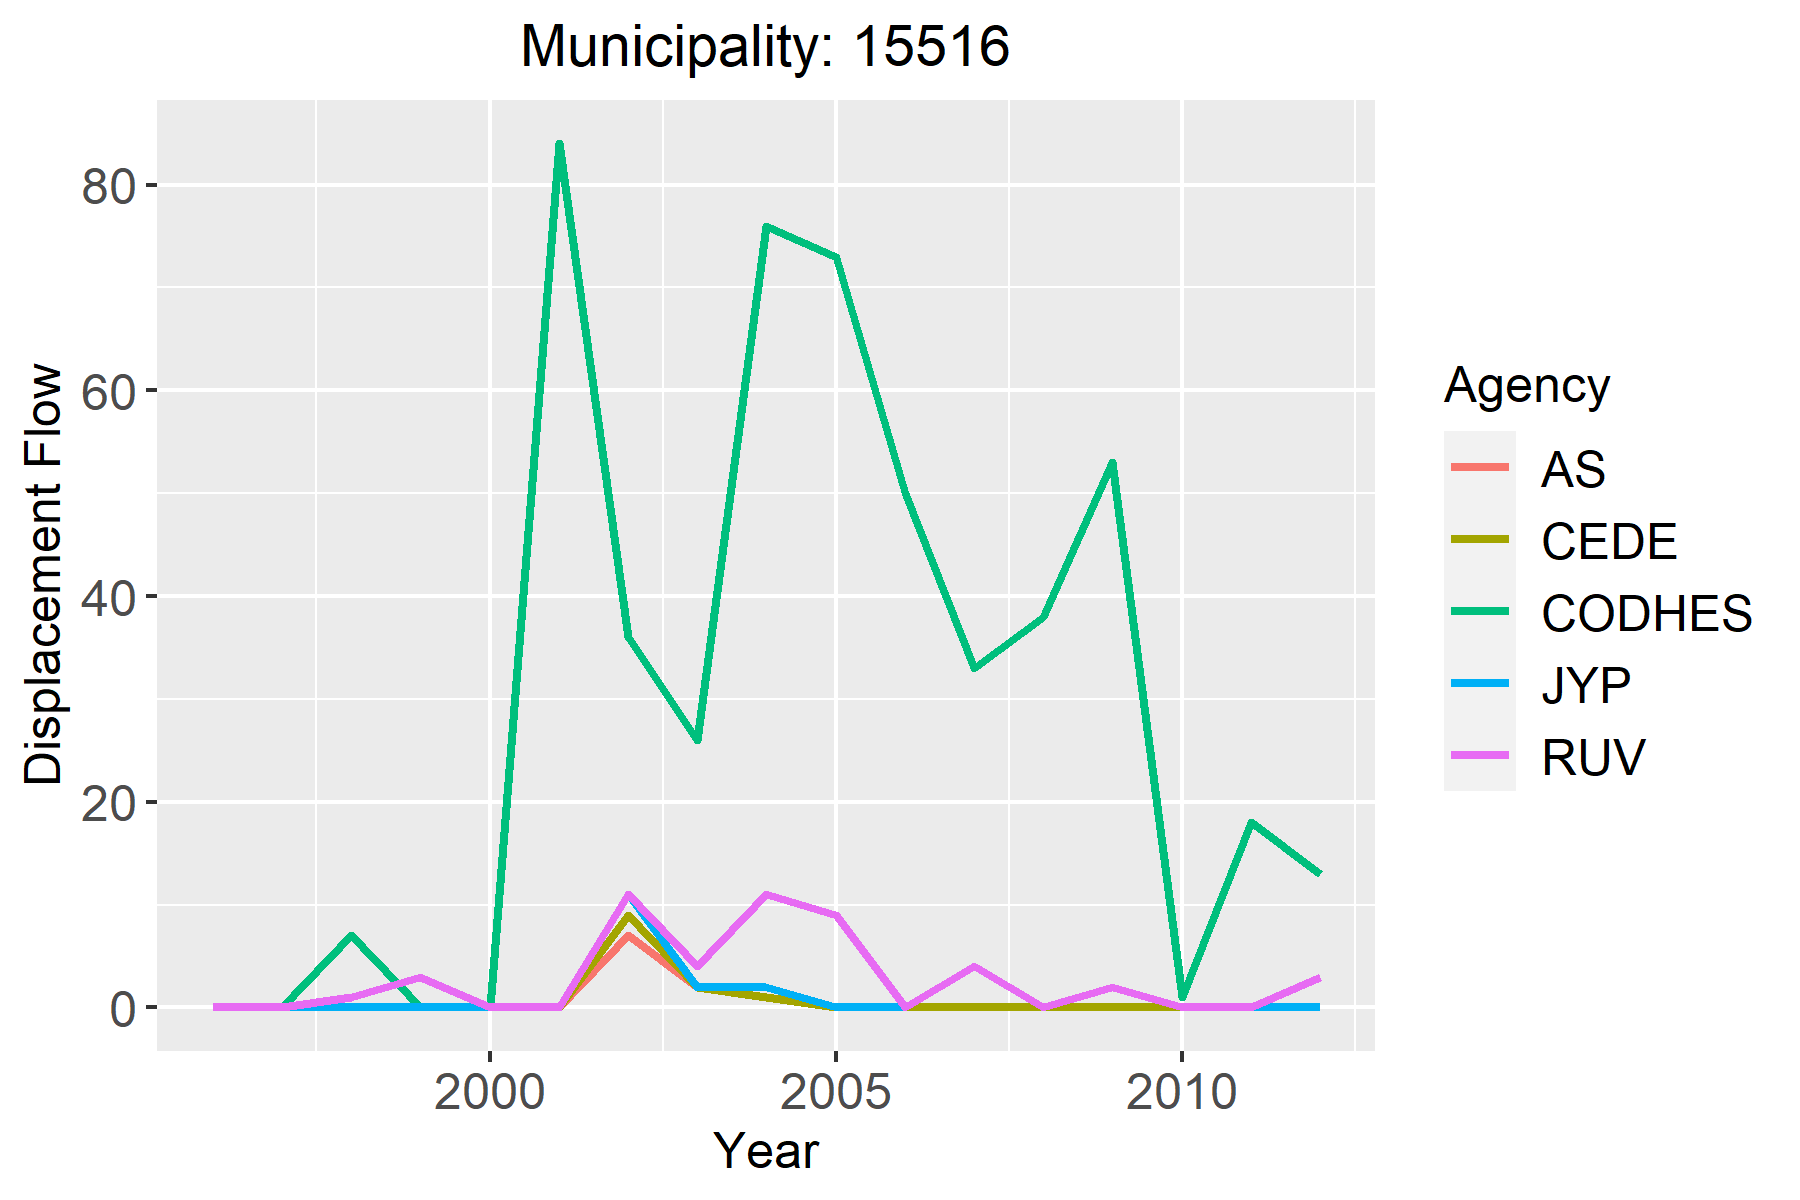 Municipality: 15516
Displacement Flow
80
60
40
20
0
2000
2005
2010
Year
Agency
AS
CEDE
CODHES
JYP
RUV